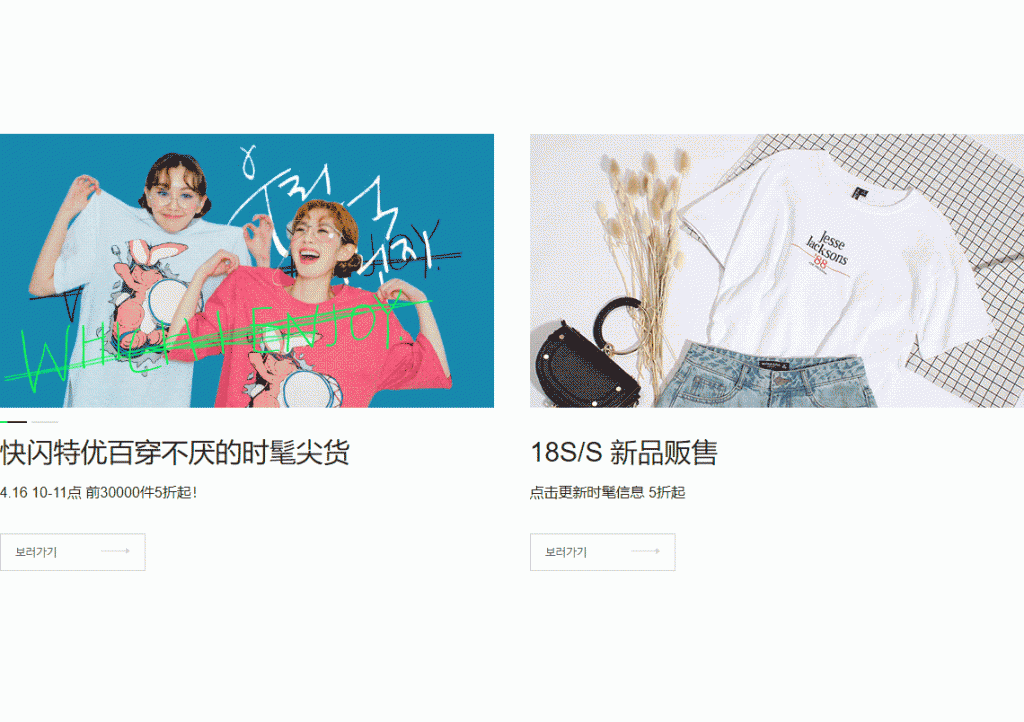 우리
WHEN I ENJOY.
Jesse
Jacksons
'88
快闪特优百穿不厌的时髦尖货
4.16 10-11点 前30000件5折起！
보러가기
18S/S 新品贩售
点击更新时髦信息 5折起
보러가기